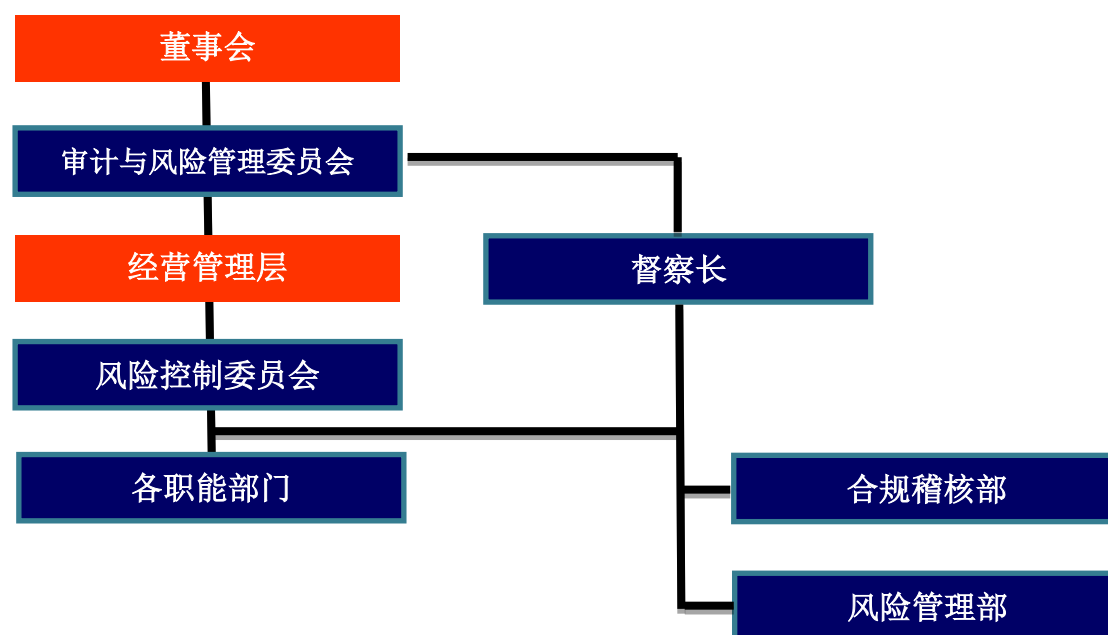 董事会
审计与风险管理委员会
经营管理层
督察长
风险控制委员会
各职能部门
合规稽核部
风险管理部